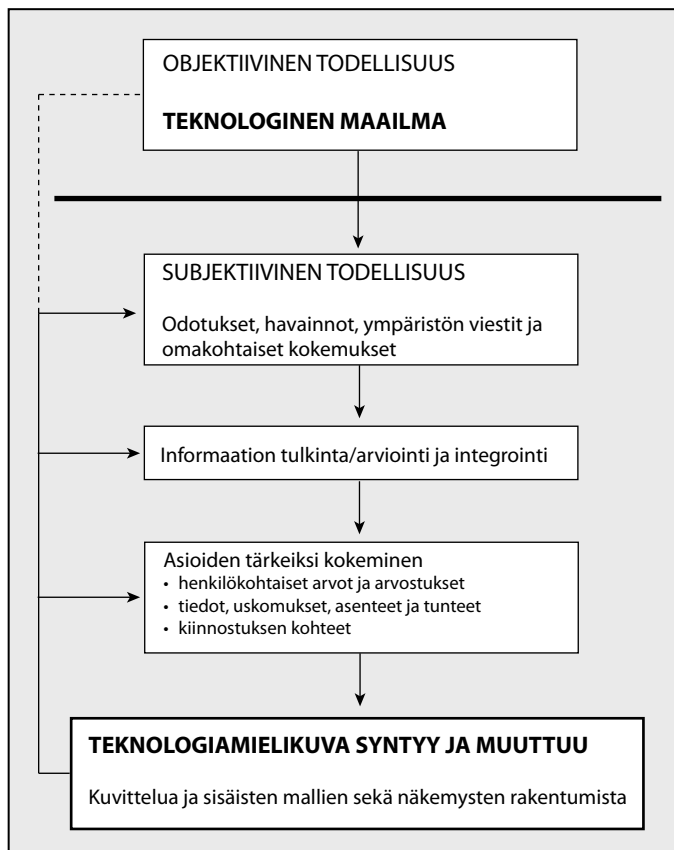 OBJEKTIIVINEN TODELLISUUS
TEKNOLOGINEN MAAILMA
SUBJEKTIIVINEN TODELLISUUS
Odotukset, havainnot, ympäristön viestit ja
omakohtaiset kokemukset
Informaation tulkinta/arviointi ja integrointi
Asioiden tärkeiksi kokeminen
• henkilökohtaiset arvot ja arvostukset
• tiedot, uskomukset, asenteet ja tunteet
• kiinnostuksen kohteet
TEKNOLOGIAMIELIKUVA SYNTYY JA MUUTTUU
Kuvittelua ja sisäisten mallien sekä näkemysten rakentumista